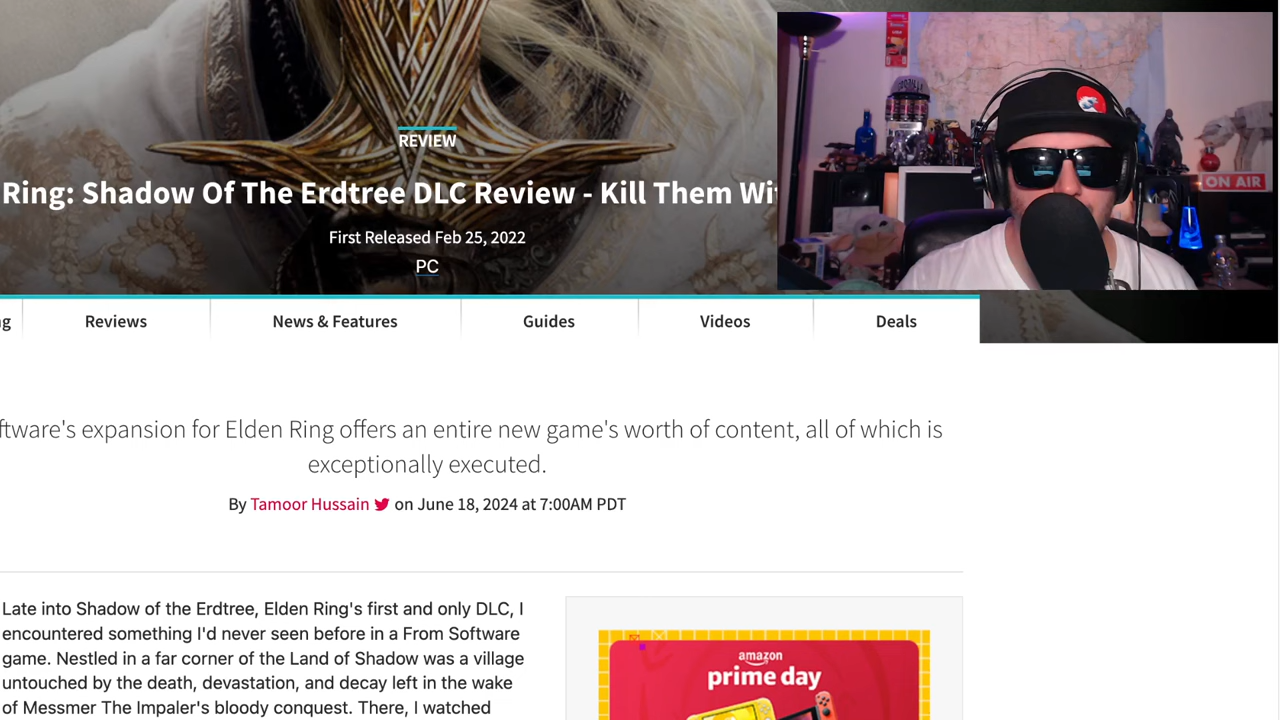 REVIEW
Ring: Shadow Of The Erdtree DLC Review - Kill Them Wi
First Released Feb 25, 2022
PC
ON AIR
g
Reviews
News & Features
Guides
Videos
Deals
ftware's expansion for Elden Ring offers an entire new game's worth of content, all of which is
exceptionally executed.
By Tamoor Hussain on June 18, 2024 at 7:00AM PDT
Late into Shadow of the Erdtree, Elden Ring's first and only DLC, I
encountered something I'd never seen before in a From Software
game. Nestled in a far corner of the Land of Shadow was a village
untouched by the death, devastation, and decay left in the wake
of Messmer The Impaler's bloody conquest. There, I watched
amazon
prime day